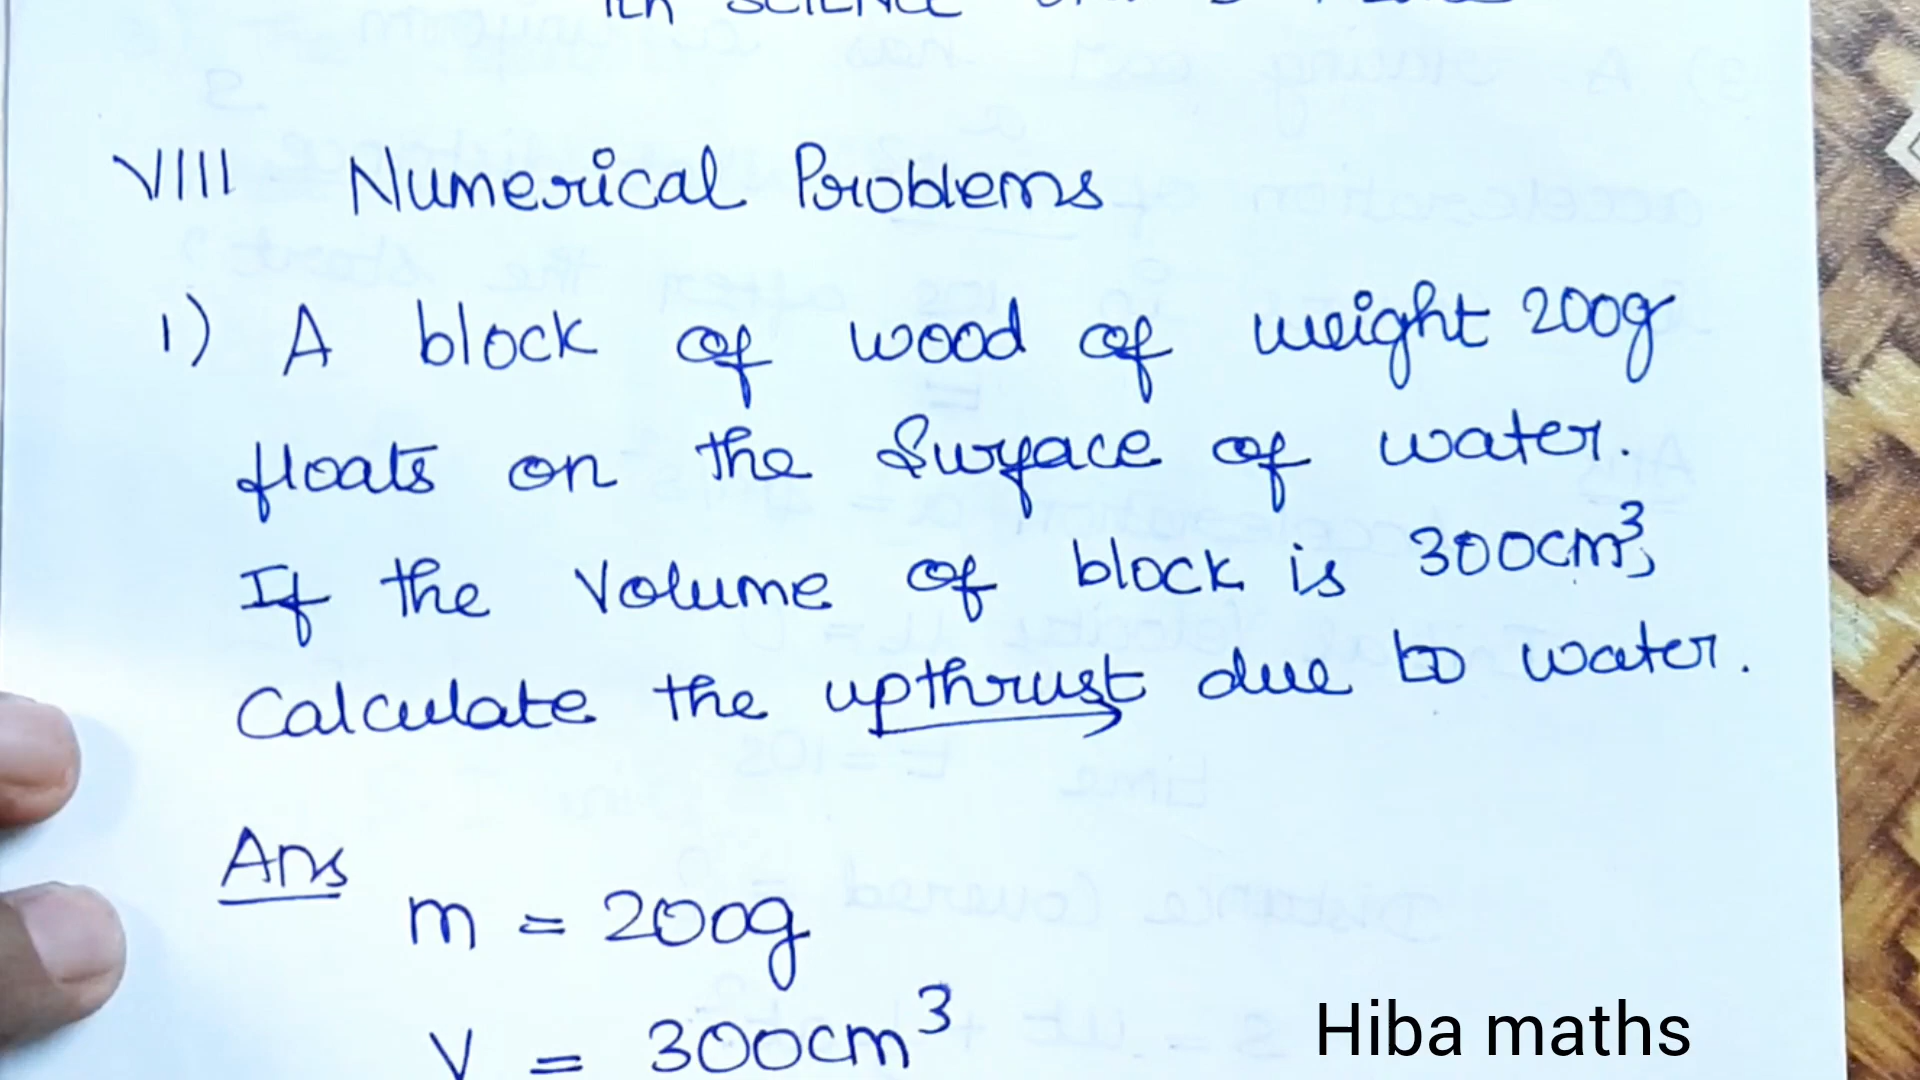 VIII Numerical Problems
1) A block of wood of weight 200g
floats on the Surface of water.
If the Volume of block is 300cm³,
Calculate the upthrust due to water.
Ans
m = 200g
V = 300cm³
Hiba maths